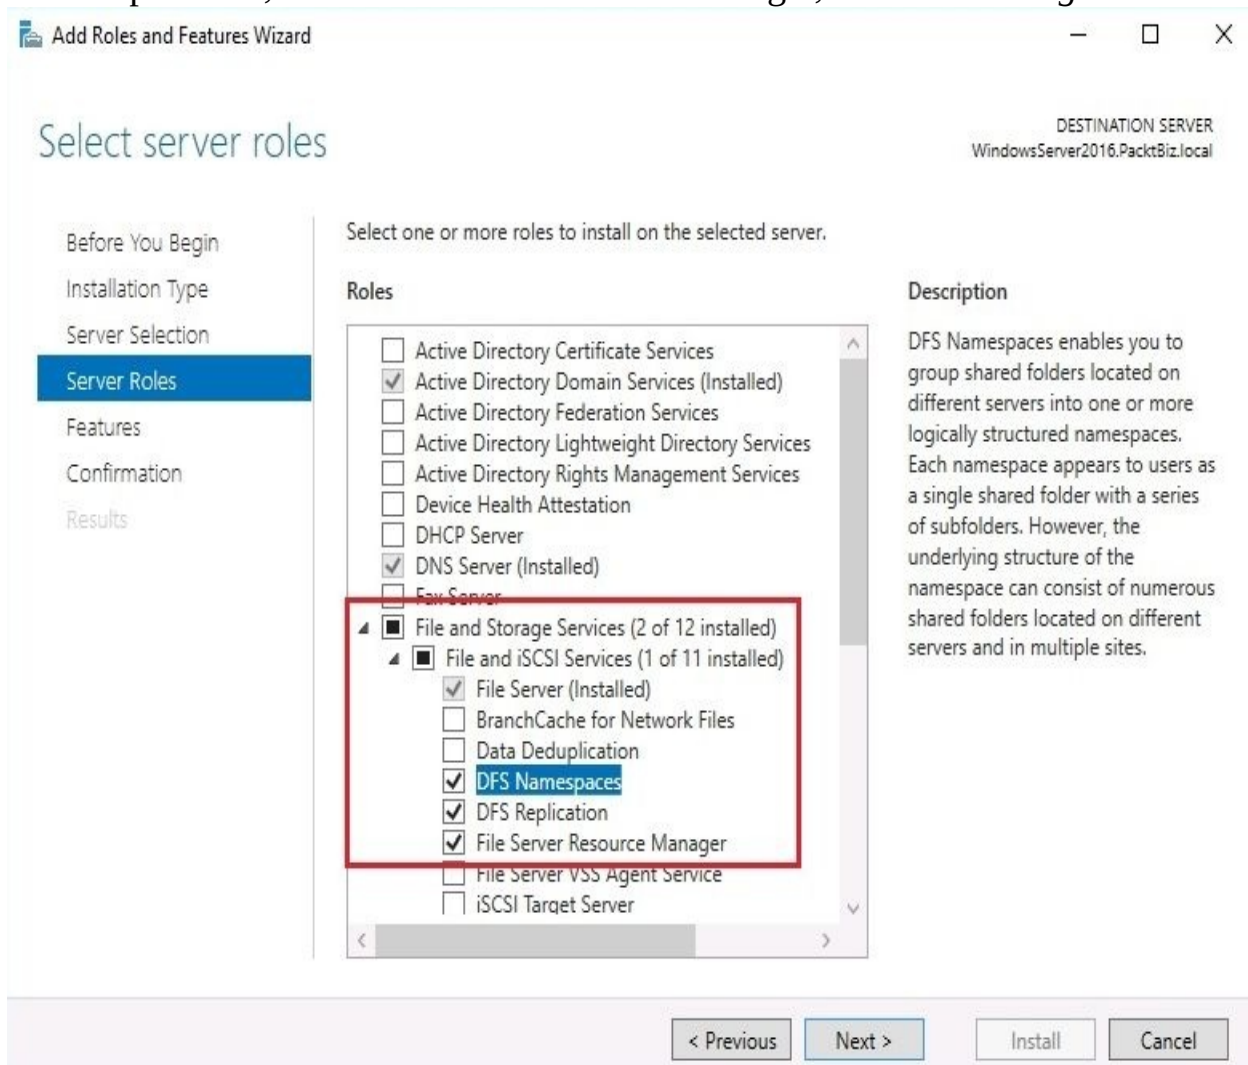 Add Roles and Features Wizard
Select server roles
DESTINATION SERVER
WindowsServer2016.PacktBiz.local
Before You Begin
Installation Type
Server Selection
Server Roles
Features
Confirmation
Results
Select one or more roles to install on the selected server.
Roles
Active Directory Certificate Services
Active Directory Domain Services (Installed)
Active Directory Federation Services
Active Directory Lightweight Directory Services
Active Directory Rights Management Services
Device Health Attestation
DHCP Server
DNS Server (Installed)
Fax Server
File and Storage Services (2 of 12 installed)
File and iSCSI Services (1 of 11 installed)
File Server (Installed)
BranchCache for Network Files
Data Deduplication
DFS Namespaces
DFS Replication
File Server Resource Manager
File Server VSS Agent Service
iSCSI Target Server
Description
DFS Namespaces enables you to
group shared folders located on
different servers into one or more
logically structured namespaces.
Each namespace appears to users as
a single shared folder with a series
of subfolders. However, the
underlying structure of the
namespace can consist of numerous
shared folders located on different
servers and in multiple sites.
< Previous
Next >
Install
Cancel